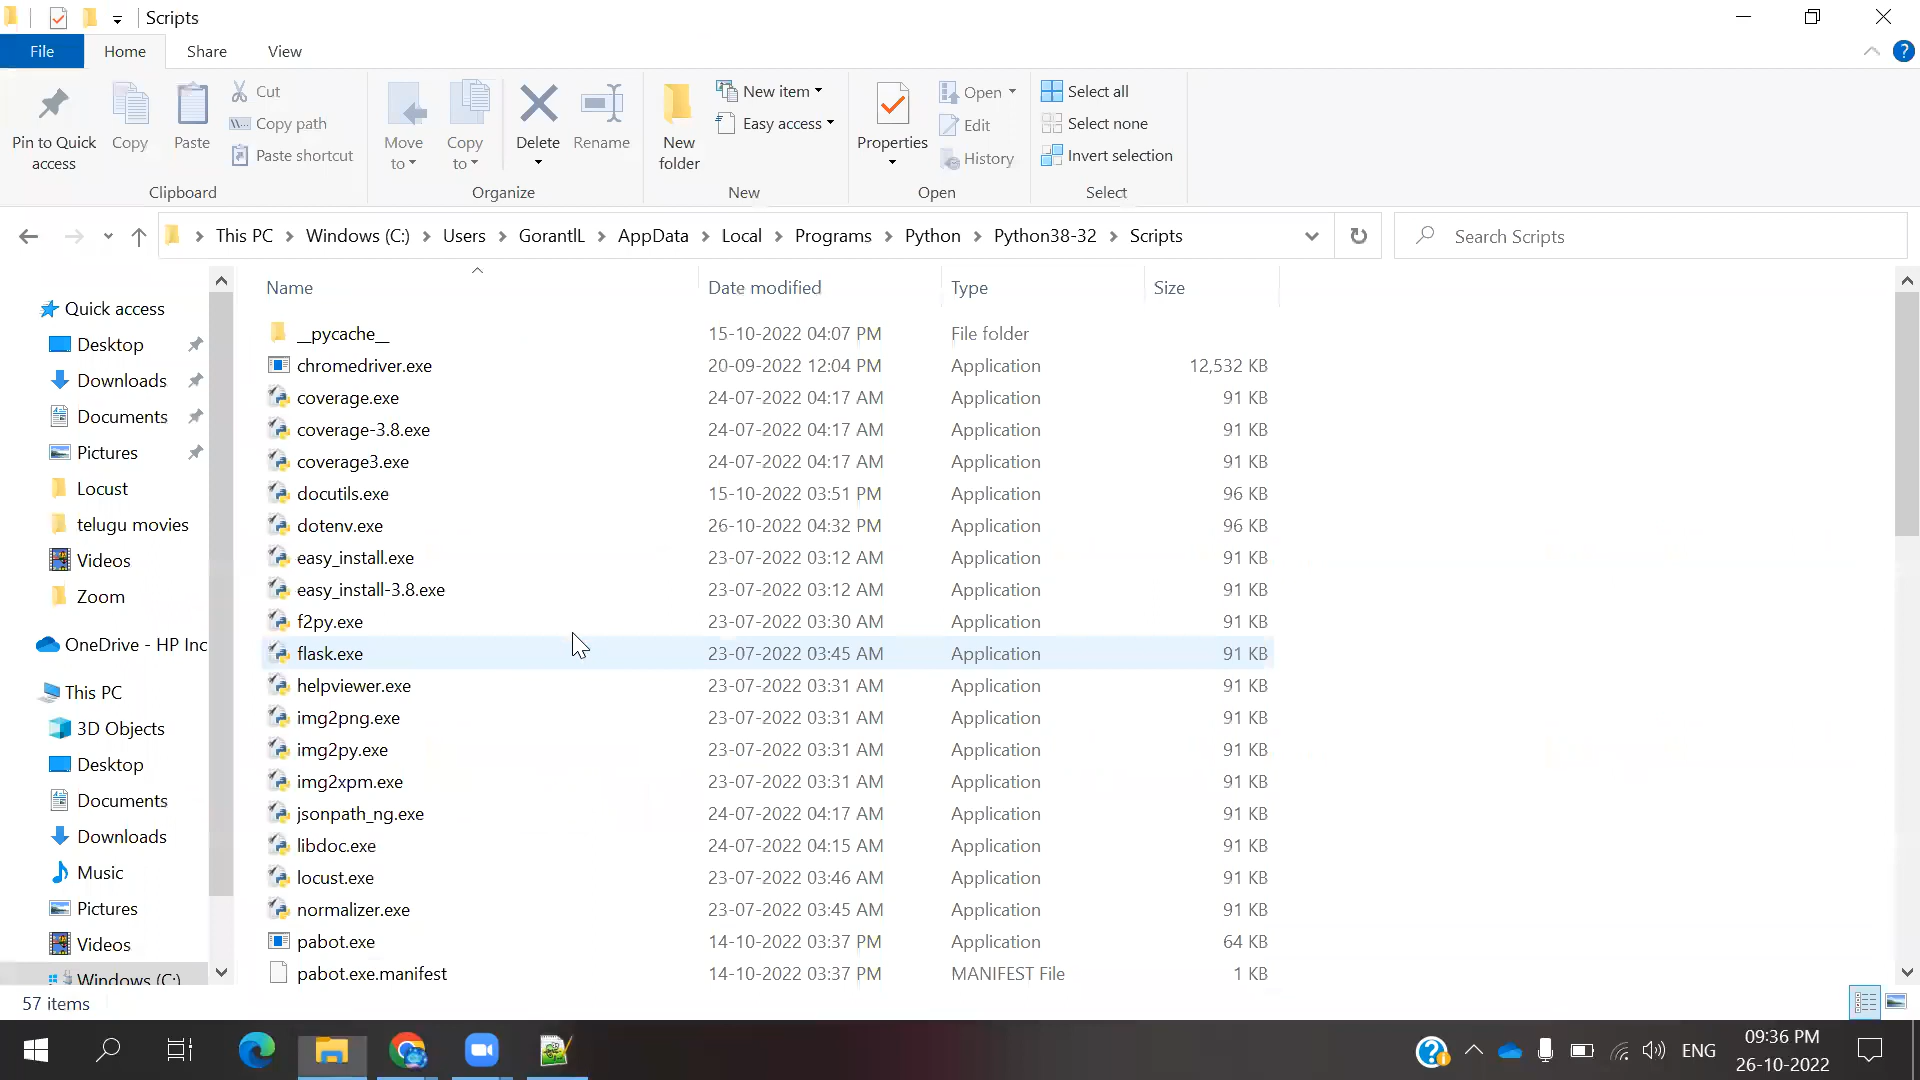 Scripts
File Home Share View
Pin to Quick access
Copy
Paste
Cut
Copy path
Paste shortcut
Clipboard
Move to
Copy to
Delete
Rename
Organize
New folder
New item
Easy access
New
Properties
Open
Edit
History
Open
Select all
Select none
Invert selection
Select
This PC Windows (C:) Users GorantlL AppData Local Programs Python Python38-32 Scripts
Search Scripts
Quick access
Desktop
Downloads
Documents
Pictures
Locust
telugu movies
Videos
Zoom
OneDrive - HP Inc
This PC
3D Objects
Desktop
Documents
Downloads
Music
Pictures
Videos
Windows (C:)
Name Date modified Type Size
__pycache__ 15-10-2022 04:07 PM File folder
chromedriver.exe 20-09-2022 12:04 PM Application 12,532 KB
coverage.exe 24-07-2022 04:17 AM Application 91 KB
coverage-3.8.exe 24-07-2022 04:17 AM Application 91 KB
coverage3.exe 24-07-2022 04:17 AM Application 91 KB
docutils.exe 15-10-2022 03:51 PM Application 96 KB
dotenv.exe 26-10-2022 04:32 PM Application 96 KB
easy_install.exe 23-07-2022 03:12 AM Application 91 KB
easy_install-3.8.exe 23-07-2022 03:12 AM Application 91 KB
f2py.exe 23-07-2022 03:30 AM Application 91 KB
flask.exe 23-07-2022 03:45 AM Application 91 KB
helpviewer.exe 23-07-2022 03:31 AM Application 91 KB
img2png.exe 23-07-2022 03:31 AM Application 91 KB
img2py.exe 23-07-2022 03:31 AM Application 91 KB
img2xpm.exe 23-07-2022 03:31 AM Application 91 KB
jsonpath_ng.exe 24-07-2022 04:17 AM Application 91 KB
libdoc.exe 24-07-2022 04:15 AM Application 91 KB
locust.exe 23-07-2022 03:46 AM Application 91 KB
normalizer.exe 23-07-2022 03:45 AM Application 91 KB
pabot.exe 14-10-2022 03:37 PM Application 64 KB
pabot.exe.manifest 14-10-2022 03:37 PM MANIFEST File 1 KB
57 items
ENG
09:36 PM
26-10-2022